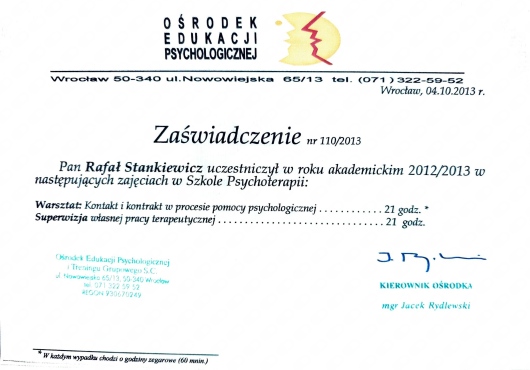 OŚRODEK
EDUKACJI
PSYCHOLOGICZNEJ
Wrocław 50-340 ul.Nowowiejska 65/13 tel. (071) 322-59-52
Wrocław, 04.10.2013 r.
Zaświadczenie nr 110/2013
Pan Rafał Stankiewicz uczestniczył w roku akademickim 2012/2013 w
następujących zajęciach w Szkole Psychoterapii:
Warsztat: Kontakt i kontrakt w procesie pomocy psychologicznej ............ 21 godz. *
Superwizja własnej pracy terapeutycznej ................................ 21 godz.
Ośrodek Edukacji Psychologicznej
i Treningu Grupowego S.C.
ul. Nowowiejska 65/13, 50-340 Wrocław
tel. 071 322 59 52
REGON 930670249
KIEROWNIK OŚRODKA
mgr Jacek Rydlewski
* W każdym wypadku chodzi o godziny zegarowe (60 mnin.)